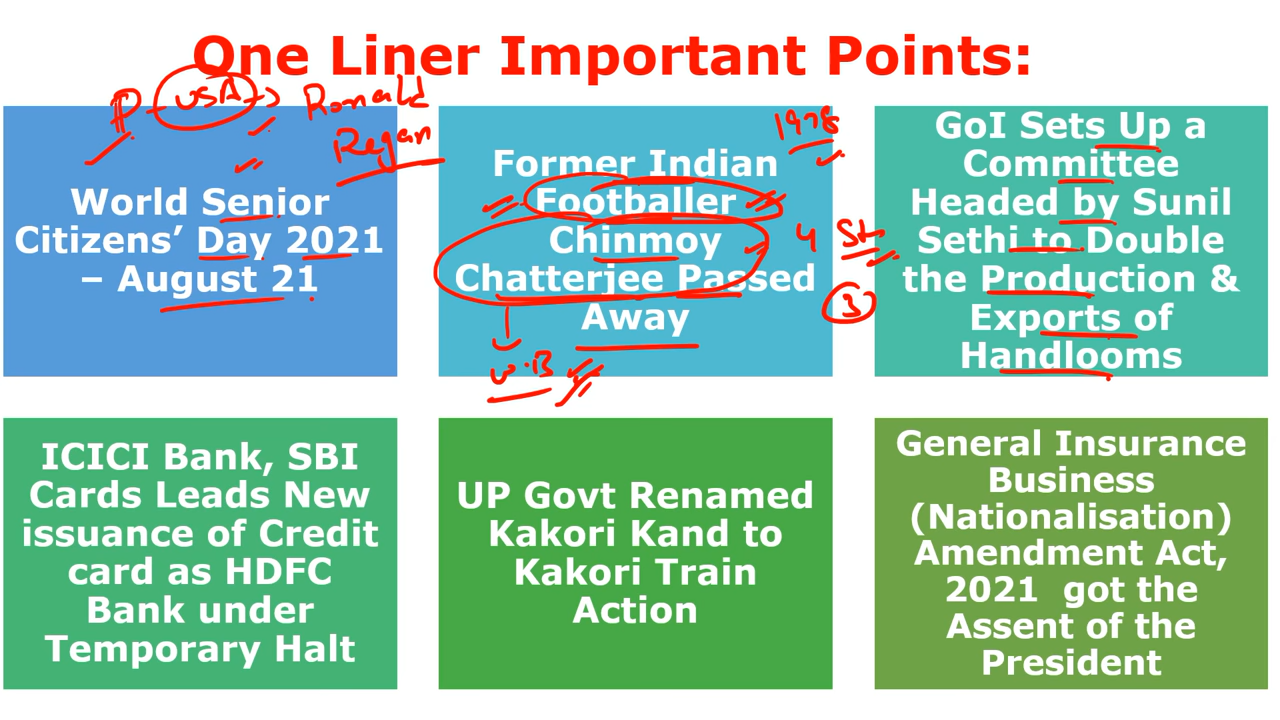 One Liner Important Points:
P - USA → Ronald
Regan
World Senior
Citizens’ Day 2021
– August 21
1978
Former Indian
Footballer
Chinmoy
Chatterjee Passed
Away
4 St.
3
W.B
GoI Sets Up a
Committee
Headed by Sunil
Sethi to Double
the Production &
Exports of
Handlooms
ICICI Bank, SBI
Cards Leads New
issuance of Credit
card as HDFC
Bank under
Temporary Halt
UP Govt Renamed
Kakori Kand to
Kakori Train
Action
General Insurance
Business
(Nationalisation)
Amendment Act,
2021 got the
Assent of the
President